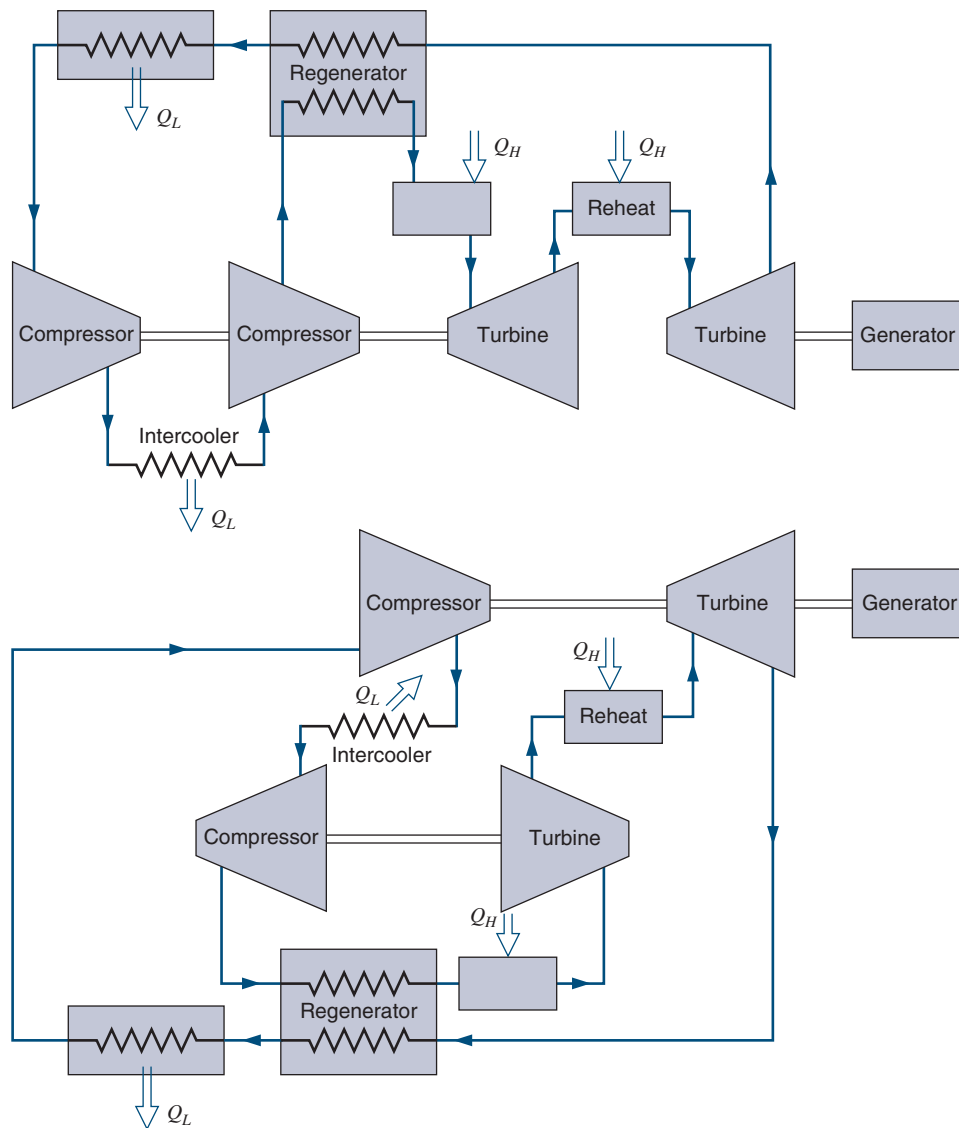 Regenerator
Q_L
Q_H
Q_H
Reheat
Compressor
Compressor
Turbine
Turbine
Generator
Intercooler
Q_L
Compressor
Turbine
Generator
Q_H
Q_L
Reheat
Intercooler
Compressor
Turbine
Q_H
Regenerator
Q_L